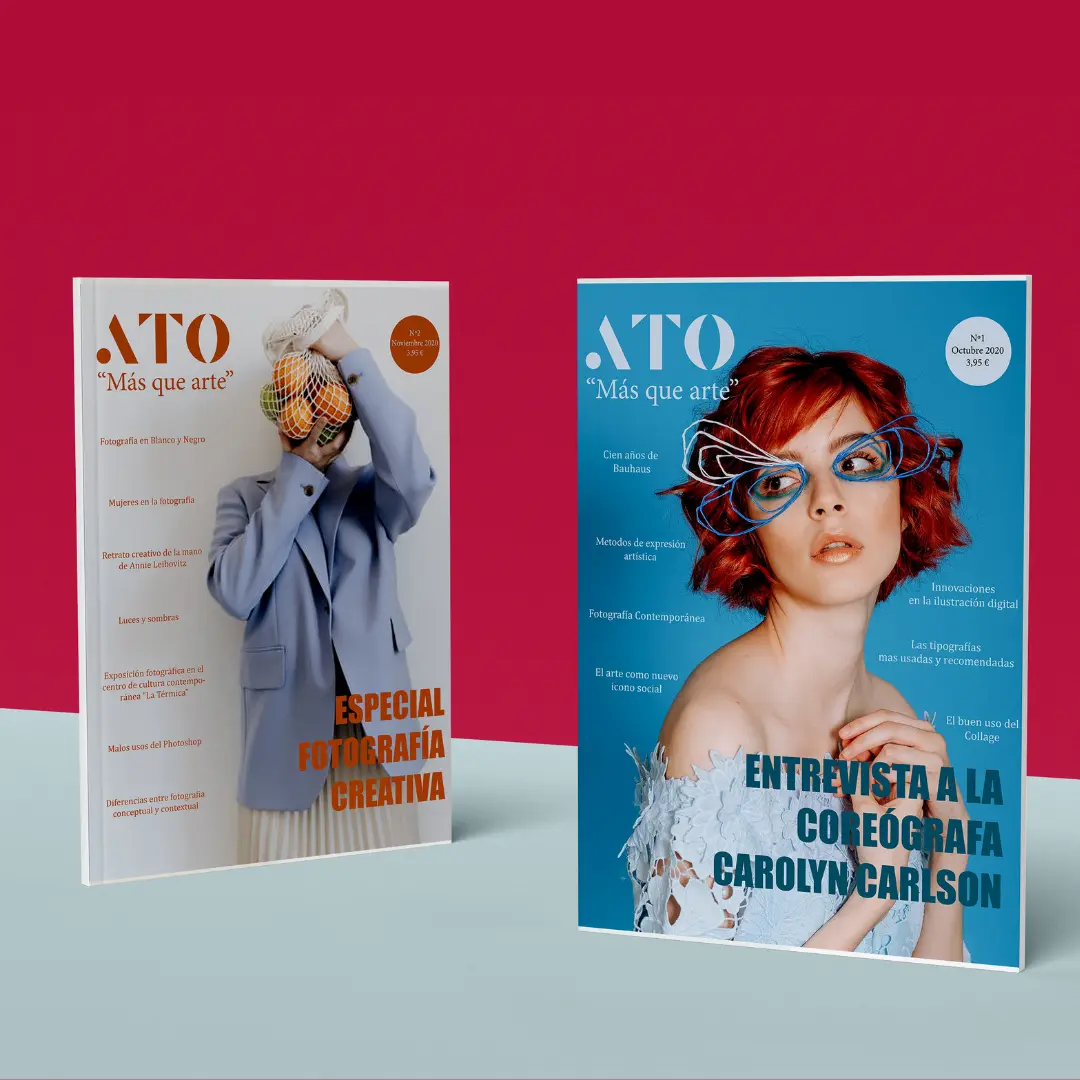 ATO
“Más que arte”
Nº2
Noviembre 2020
3,95 €
Fotografía en Blanco y Negro
Mujeres en la fotografía
Retrato creativo de la mano
de Annie Leibovitz
Luces y sombras
Exposición fotográfica en el
centro de cultura contempo-
ranea “La Térmica”
Malos usos del Photoshop
Diferencias entre fotografía
conceptual y contextual
ESPECIAL
FOTOGRAFÍA
CREATIVA
ATO
“Más que arte”
Nº1
Octubre 2020
3,95 €
Cien años de
Bauhaus
Metodos de expresión
artística
Fotografía Contemporánea
El arte como nuevo
icono social
Innovaciones
en la ilustración digital
Las tipografías
mas usadas y recomendadas
El buen uso del
Collage
ENTREVISTA A LA
COREÓGRAFA
CAROLYN CARLSON